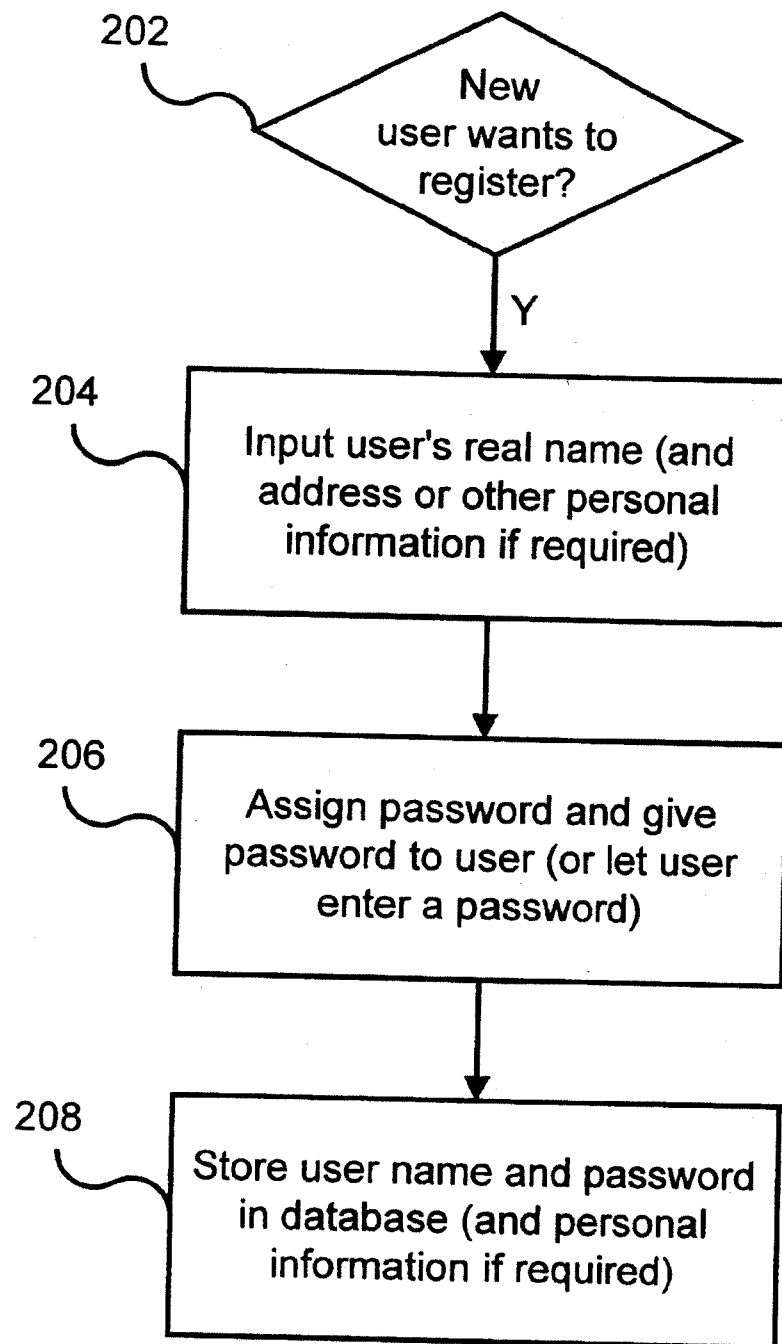 202
New
user wants to
register?
Y
204
Input user's real name (and
address or other personal
information if required)
206
Assign password and give
password to user (or let user
enter a password)
208
Store user name and password
in database (and personal
information if required)